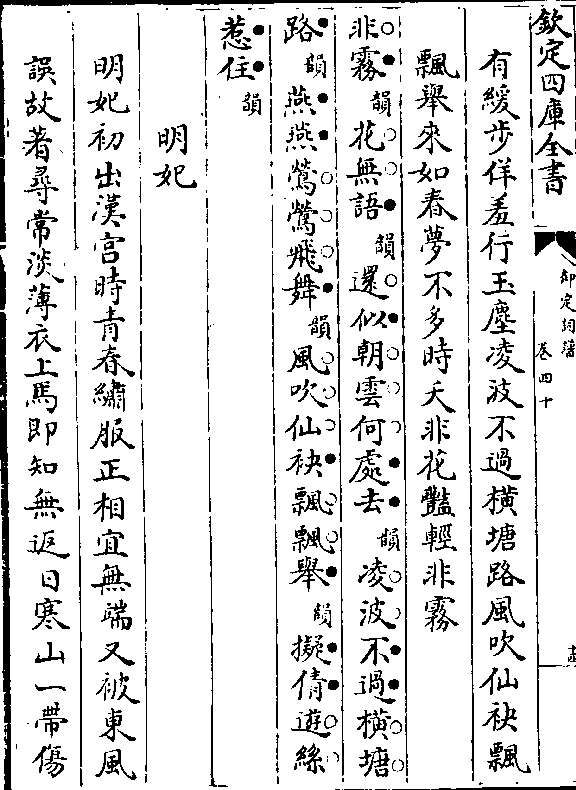 欽定四庫全書
御定詞譜 卷四十
有緩步佯羞行玉塵凌波不過橫塘路風吹仙袂飄
飄舉來如春夢不多時夭非花豔輕非霧
非霧韻花無語韻還似朝雲何處去韻凌波不過橫塘
路韻燕燕鶯鶯飛舞韻風吹仙袂飄飄舉韻擬倩遊絲
惹住韻
明妃
明妃初出漢宮時青春繡服正相宜無端又被東風
誤故著尋常淡薄衣上馬即知無返日寒山一帶傷